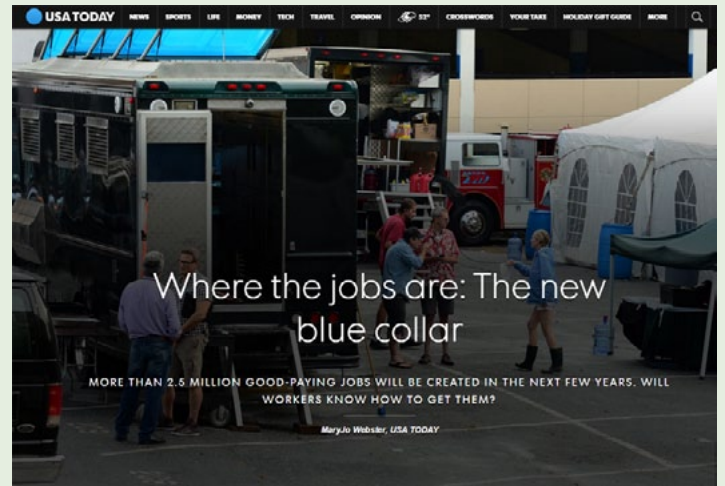 USA TODAY NEWS SPORTS LIFE MONEY TECH TRAVEL OPINION 53° CROSSWORDS YOUR TAKE HOLIDAY GIFT GUIDE MORE
Where the jobs are: The new
blue collar
MORE THAN 2.5 MILLION GOOD-PAYING JOBS WILL BE CREATED IN THE NEXT FEW YEARS. WILL
WORKERS KNOW HOW TO GET THEM?
MaryJo Webster, USA TODAY